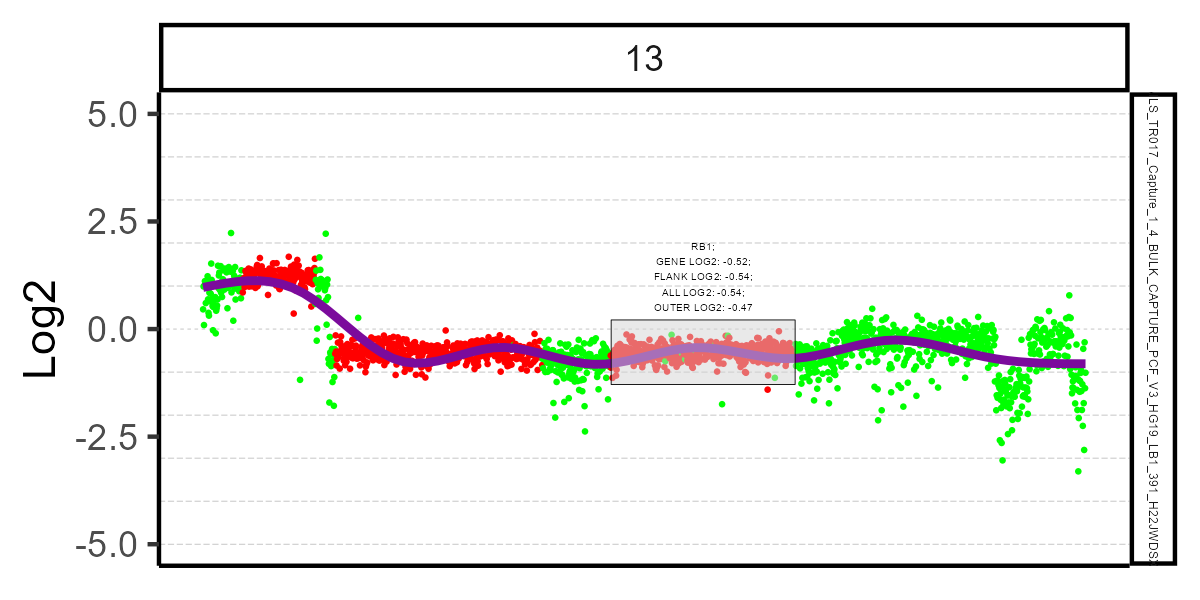 13
5.0
2.5
0.0
-2.5
-5.0
Log2
RB1;
GENE LOG2: -0.52;
FLANK LOG2: -0.54;
ALL LOG2: -0.54;
OUTER LOG2: -0.47
LS_TR017_Capture_1_4_BULK_CAPTURE_PCF_V3_HG19_LB1_391_H22JWDS